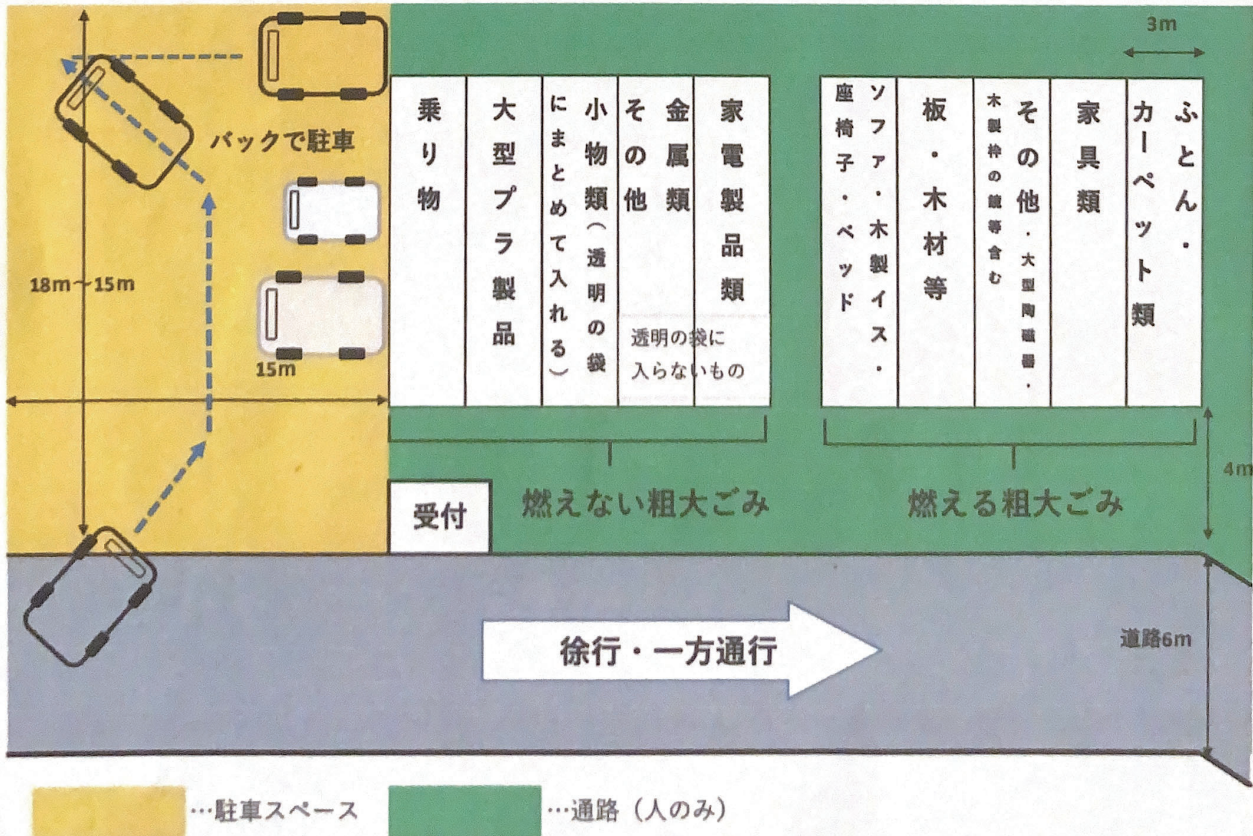 3m
乗り物
大型プラ製品
小物類(透明の袋
にまとめて入れる)
金属類
その他
家電製品類
透明の袋に
入らないもの
ソファ・木製イス・
座椅子・ベッド
板・木材等
その他・大型陶磁器・
木製枠の鏡等含む
家具類
ふとん・
カーペット類
バックで駐車
18m~15m
15m
4m
受付
燃えない粗大ごみ
燃える粗大ごみ
徐行・一方通行
道路6m
…駐車スペース
…通路(人のみ)